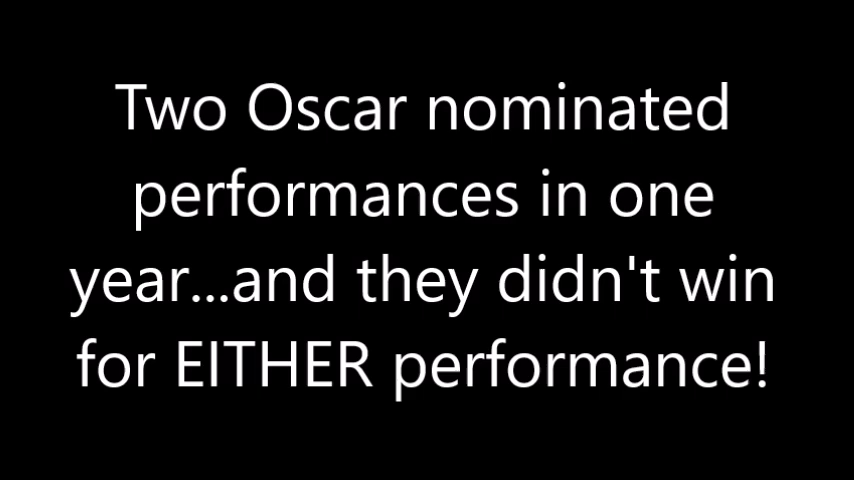 Two Oscar nominated
performances in one
year...and they didn't win
for EITHER performance!